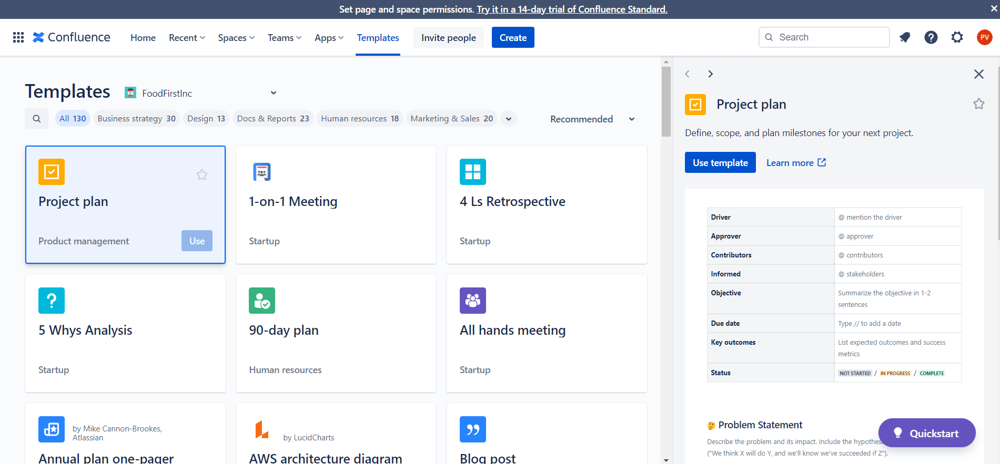 Set page and space permissions. Try it in a 14-day trial of Confluence Standard.
Confluence
Home
Recent
Spaces
Teams
Apps
Templates
Invite people
Create
Search
PV
Templates
FoodFirstInc
All 130
Business strategy 30
Design 13
Docs & Reports 23
Human resources 18
Marketing & Sales 20
Recommended
Project plan
Product management
Use
1-on-1 Meeting
Startup
4 Ls Retrospective
Startup
5 Whys Analysis
Startup
90-day plan
Human resources
All hands meeting
Startup
by Mike Cannon-Brookes,
Atlassian
Annual plan one-pager
by LucidCharts
AWS architecture diagram
Blog post
Project plan
Define, scope, and plan milestones for your next project.
Use template
Learn more
Driver
@ mention the driver
Approver
@ approver
Contributors
@ contributors
Informed
@ stakeholders
Objective
Summarize the objective in 1-2
sentences
Due date
Type // to add a date
Key outcomes
List expected outcomes and success
metrics
Status
NOT STARTED / IN PROGRESS / COMPLETE
Problem Statement
Describe the problem and its impact. Include the
("We think X will do Y, and we'll know we've succeeded if Z").
Quickstart